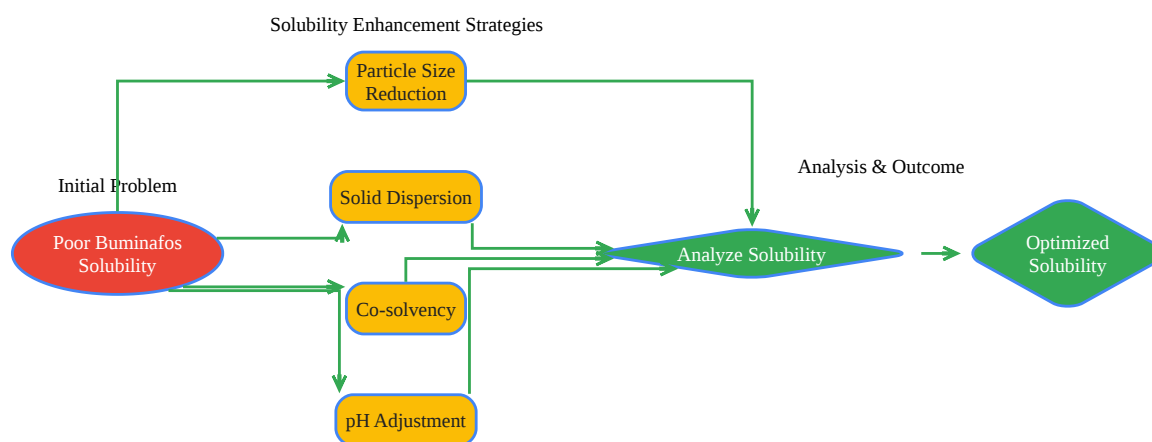 Solubility Enhancement Strategies
Particle Size
Reduction
Analysis & Outcome
Initial Problem
Solid Dispersion
Poor Buminafos
Solubility
Analyze Solubility
Optimized
Solubility
Co-solvency
pH Adjustment